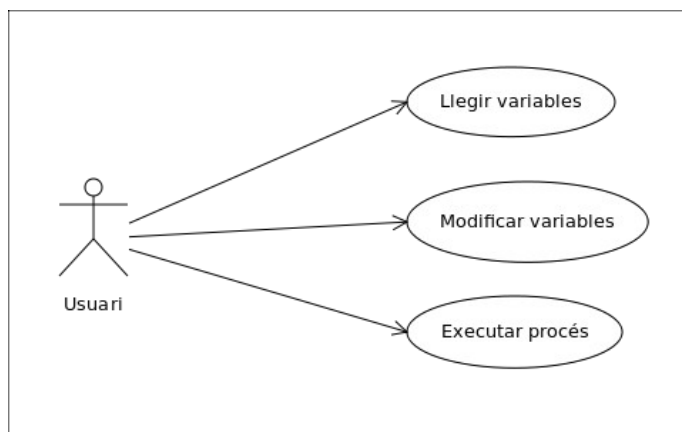 Llegir variables
Modificar variables
Usuari
Executar procés